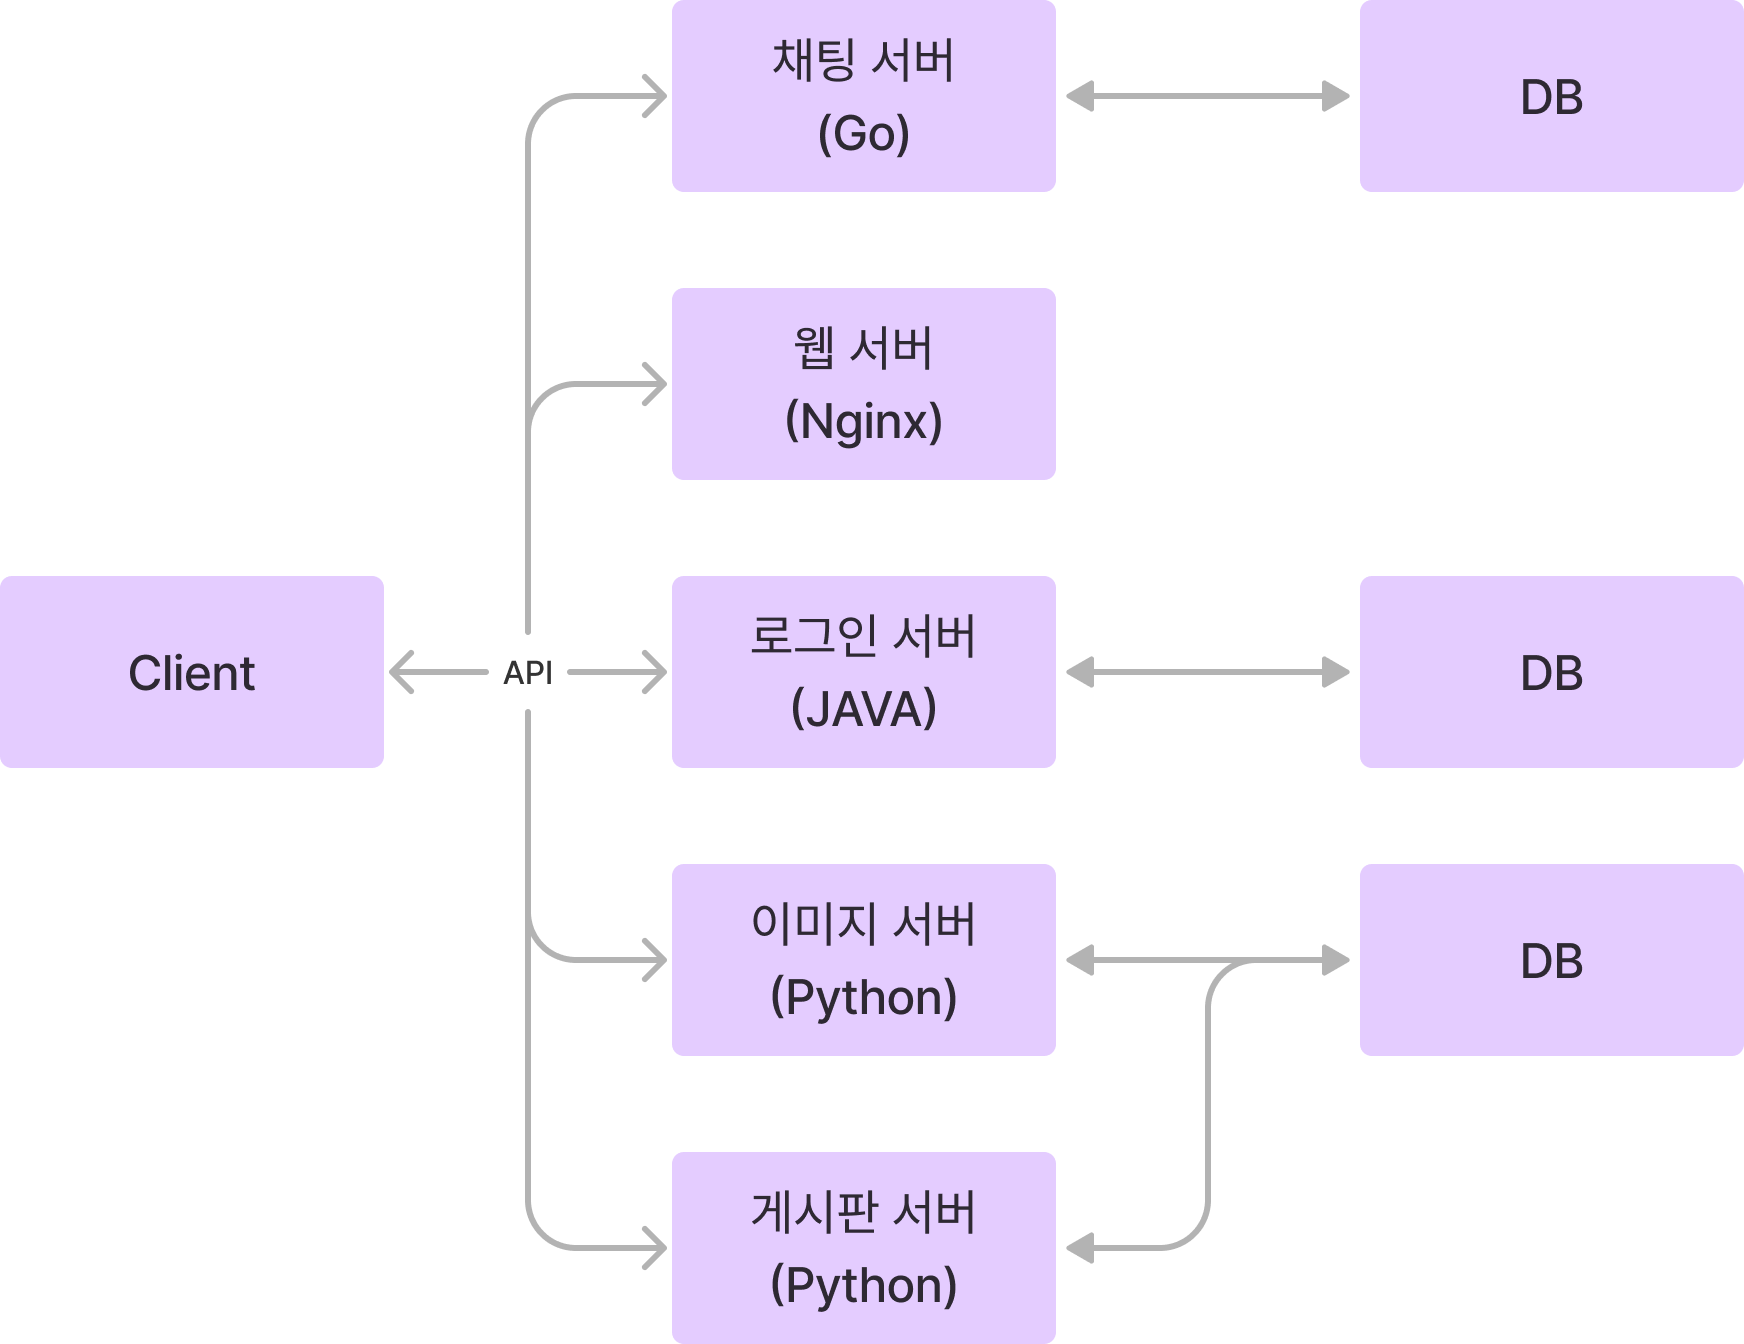 채팅 서버
(Go)
DB
웹 서버
(Nginx)
Client
API
로그인 서버
(JAVA)
DB
이미지 서버
(Python)
DB
게시판 서버
(Python)